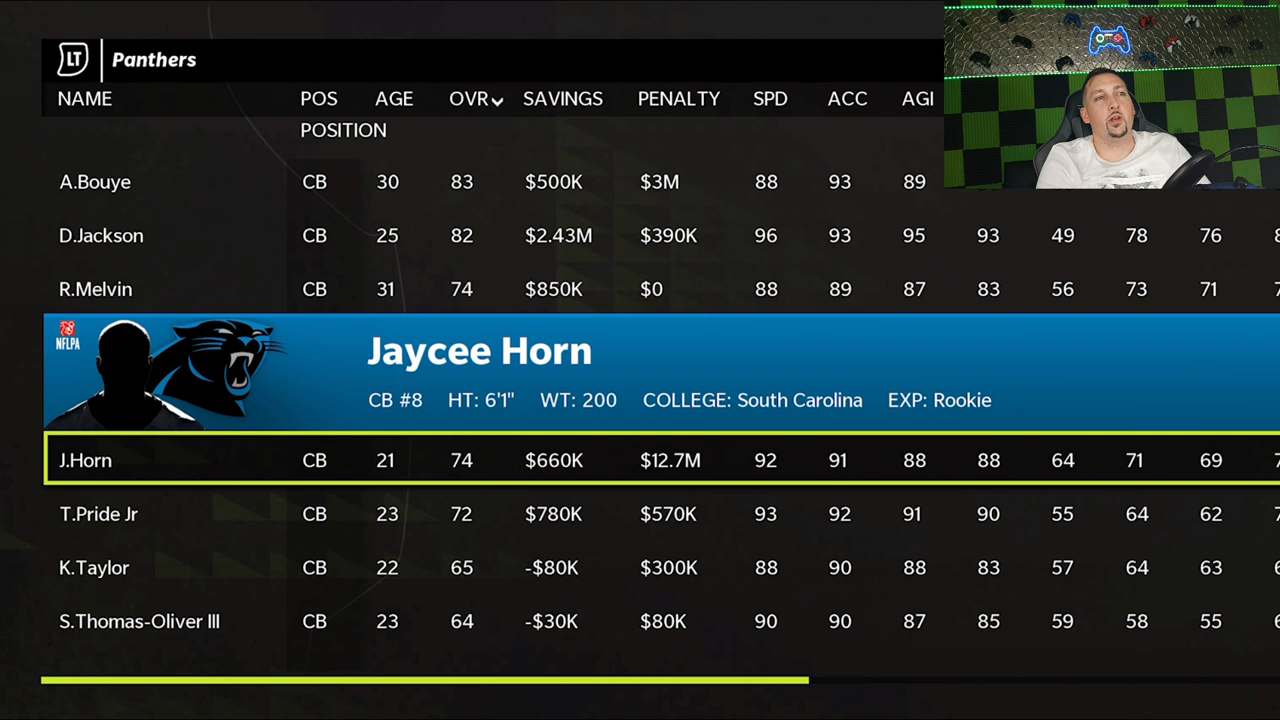 LT Panthers
NAME POS AGE OVR SAVINGS PENALTY SPD ACC AGI
POSITION
A.Bouye CB 30 83 $500K $3M 88 93 89
D.Jackson CB 25 82 $2.43M $390K 96 93 95 93 49 78 76
R.Melvin CB 31 74 $850K $0 88 89 87 83 56 73 71
NFLPA
Jaycee Horn
CB #8 HT: 6'1" WT: 200 COLLEGE: South Carolina EXP: Rookie
J.Horn CB 21 74 $660K $12.7M 92 91 88 88 64 71 69
T.Pride Jr CB 23 72 $780K $570K 93 92 91 90 55 64 62
K.Taylor CB 22 65 -$80K $300K 88 90 88 83 57 64 63
S.Thomas-Oliver III CB 23 64 -$30K $80K 90 90 87 85 59 58 55